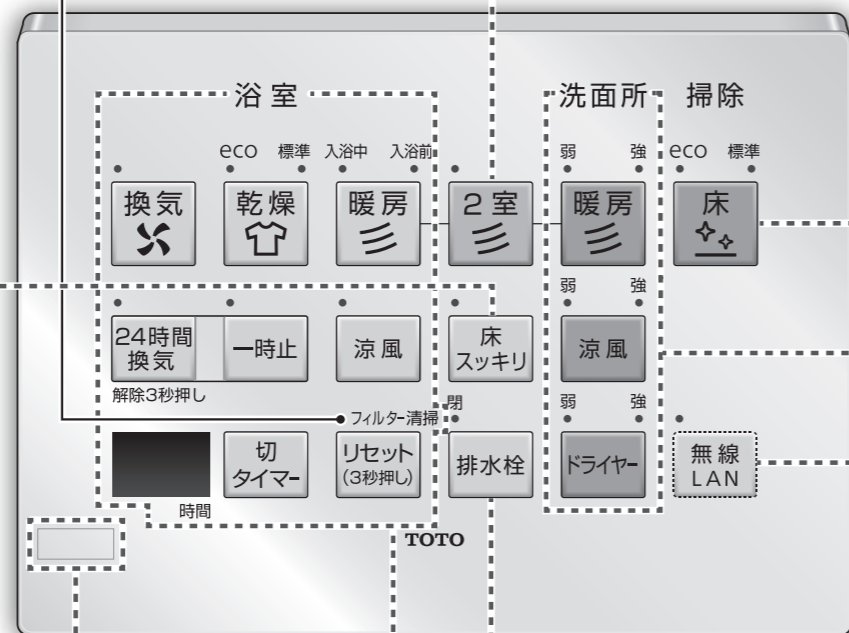 浴室 洗面所 掃除
eco 標準 入浴中 入浴前 弱 強 eco 標準
換気 乾燥 暖房 2室 暖房 床
弱 強
24時間換気 一時止 涼風 床スッキリ 涼風
解除3秒押し
フィルター清掃 閉 弱 強
切タイマー リセット(3秒押し) 排水栓 ドライヤー 無線LAN
時間
TOTO